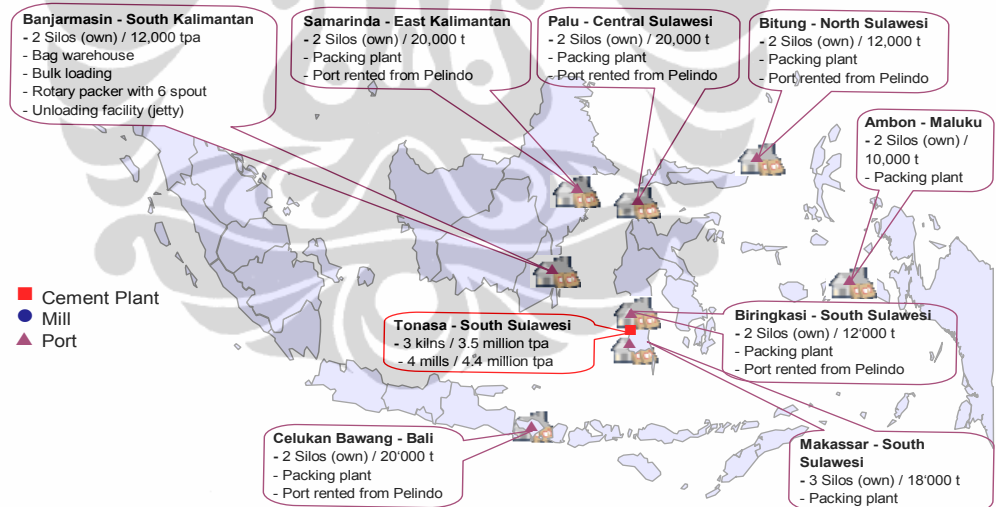 Banjarmasin - South Kalimantan
- 2 Silos (own) / 12,000 tpa
- Bag warehouse
- Bulk loading
- Rotary packer with 6 spout
- Unloading facility (jetty)
Samarinda - East Kalimantan
- 2 Silos (own) / 20,000 t
- Packing plant
- Port rented from Pelindo
Palu - Central Sulawesi
- 2 Silos (own) / 20,000 t
- Packing plant
- Port rented from Pelindo
Bitung - North Sulawesi
- 2 Silos (own) / 12,000 t
- Packing plant
- Port rented from Pelindo
Ambon - Maluku
- 2 Silos (own) /
10,000 t
- Packing plant
Cement Plant
Mill
Port
Tonasa - South Sulawesi
- 3 kilns / 3.5 million tpa
- 4 mills / 4.4 million tpa
Biringkasi - South Sulawesi
- 2 Silos (own) / 12'000 t
- Packing plant
- Port rented from Pelindo
Celukan Bawang - Bali
- 2 Silos (own) / 20'000 t
- Packing plant
- Port rented from Pelindo
Makassar - South
Sulawesi
- 3 Silos (own) / 18'000 t
- Packing plant